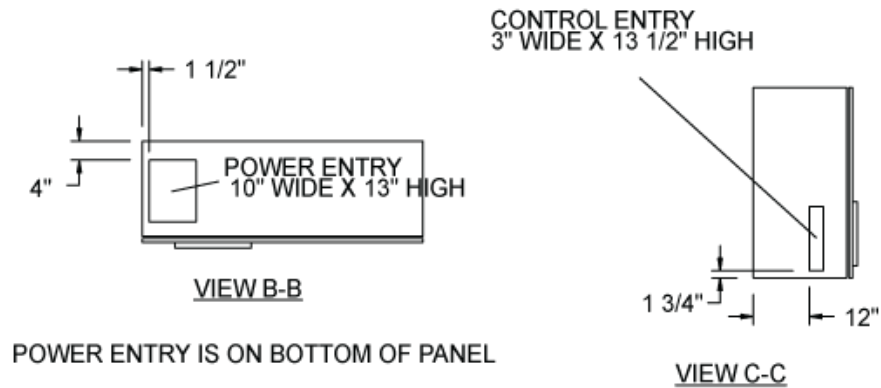 CONTROL ENTRY
3" WIDE X 13 1/2" HIGH
1 1/2"
4"
POWER ENTRY
10" WIDE X 13" HIGH
VIEW B-B
1 3/4"
12"
POWER ENTRY IS ON BOTTOM OF PANEL
VIEW C-C